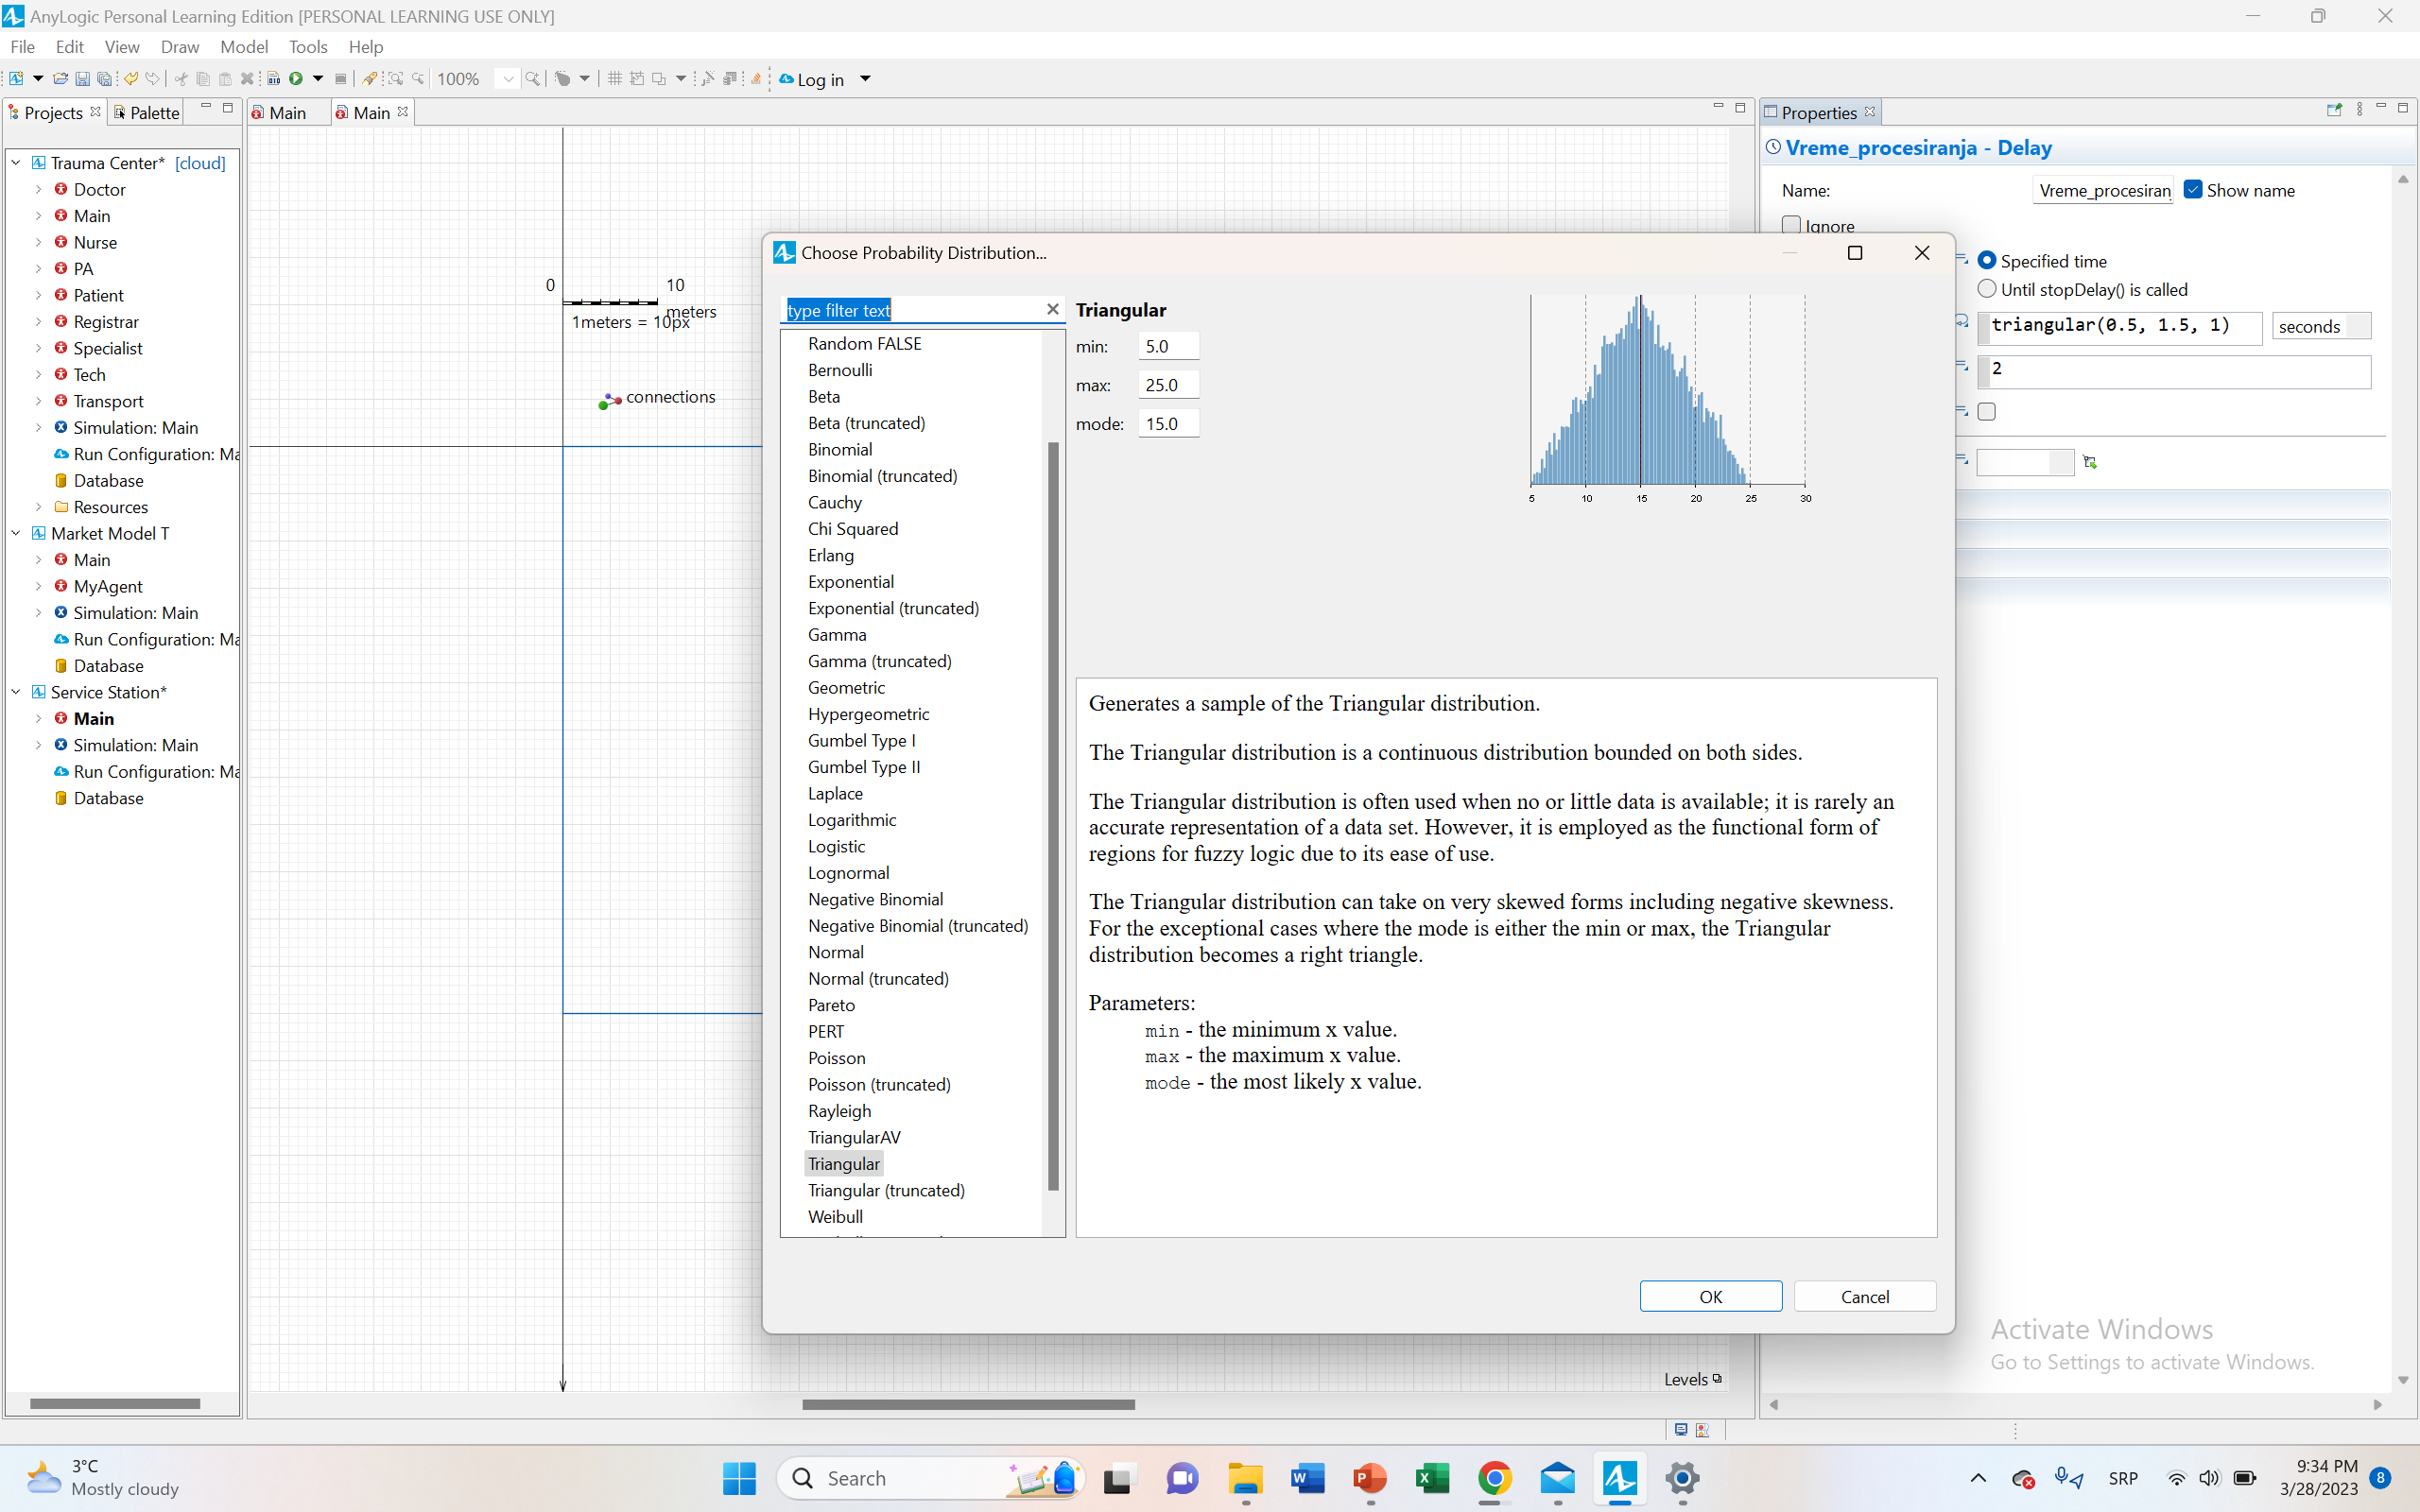 AnyLogic Personal Learning Edition [PERSONAL LEARNING USE ONLY]
File Edit View Draw Model Tools Help
100%
Log in
Projects
Palette
Main
Main
Properties
Trauma Center* [cloud]
Doctor
Main
Nurse
PA
Patient
Registrar
Specialist
Tech
Transport
Simulation: Main
Run Configuration: Ma
Database
Resources
Market Model T
Main
MyAgent
Simulation: Main
Run Configuration: Ma
Database
Service Station*
Main
Simulation: Main
Run Configuration: Ma
Database
0 10
meters
1meters = 10px
connections
Levels
Vreme_procesiranja - Delay
Name: Vreme_procesiran Show name
Ignore
Specified time
Until stopDelay() is called
triangular(0.5, 1.5, 1) seconds
2
Choose Probability Distribution...
type filter text
Random FALSE
Bernoulli
Beta
Beta (truncated)
Binomial
Binomial (truncated)
Cauchy
Chi Squared
Erlang
Exponential
Exponential (truncated)
Gamma
Gamma (truncated)
Geometric
Hypergeometric
Gumbel Type I
Gumbel Type II
Laplace
Logarithmic
Logistic
Lognormal
Negative Binomial
Negative Binomial (truncated)
Normal
Normal (truncated)
Pareto
PERT
Poisson
Poisson (truncated)
Rayleigh
TriangularAV
Triangular
Triangular (truncated)
Weibull
Triangular
min: 5.0
max: 25.0
mode: 15.0
5 10 15 20 25 30
Generates a sample of the Triangular distribution.
The Triangular distribution is a continuous distribution bounded on both sides.
The Triangular distribution is often used when no or little data is available; it is rarely an
accurate representation of a data set. However, it is employed as the functional form of
regions for fuzzy logic due to its ease of use.
The Triangular distribution can take on very skewed forms including negative skewness.
For the exceptional cases where the mode is either the min or max, the Triangular
distribution becomes a right triangle.
Parameters:
min - the minimum x value.
max - the maximum x value.
mode - the most likely x value.
OK
Cancel
Activate Windows
Go to Settings to activate Windows.
3°C
Mostly cloudy
Search
SRP
9:34 PM
3/28/2023
8